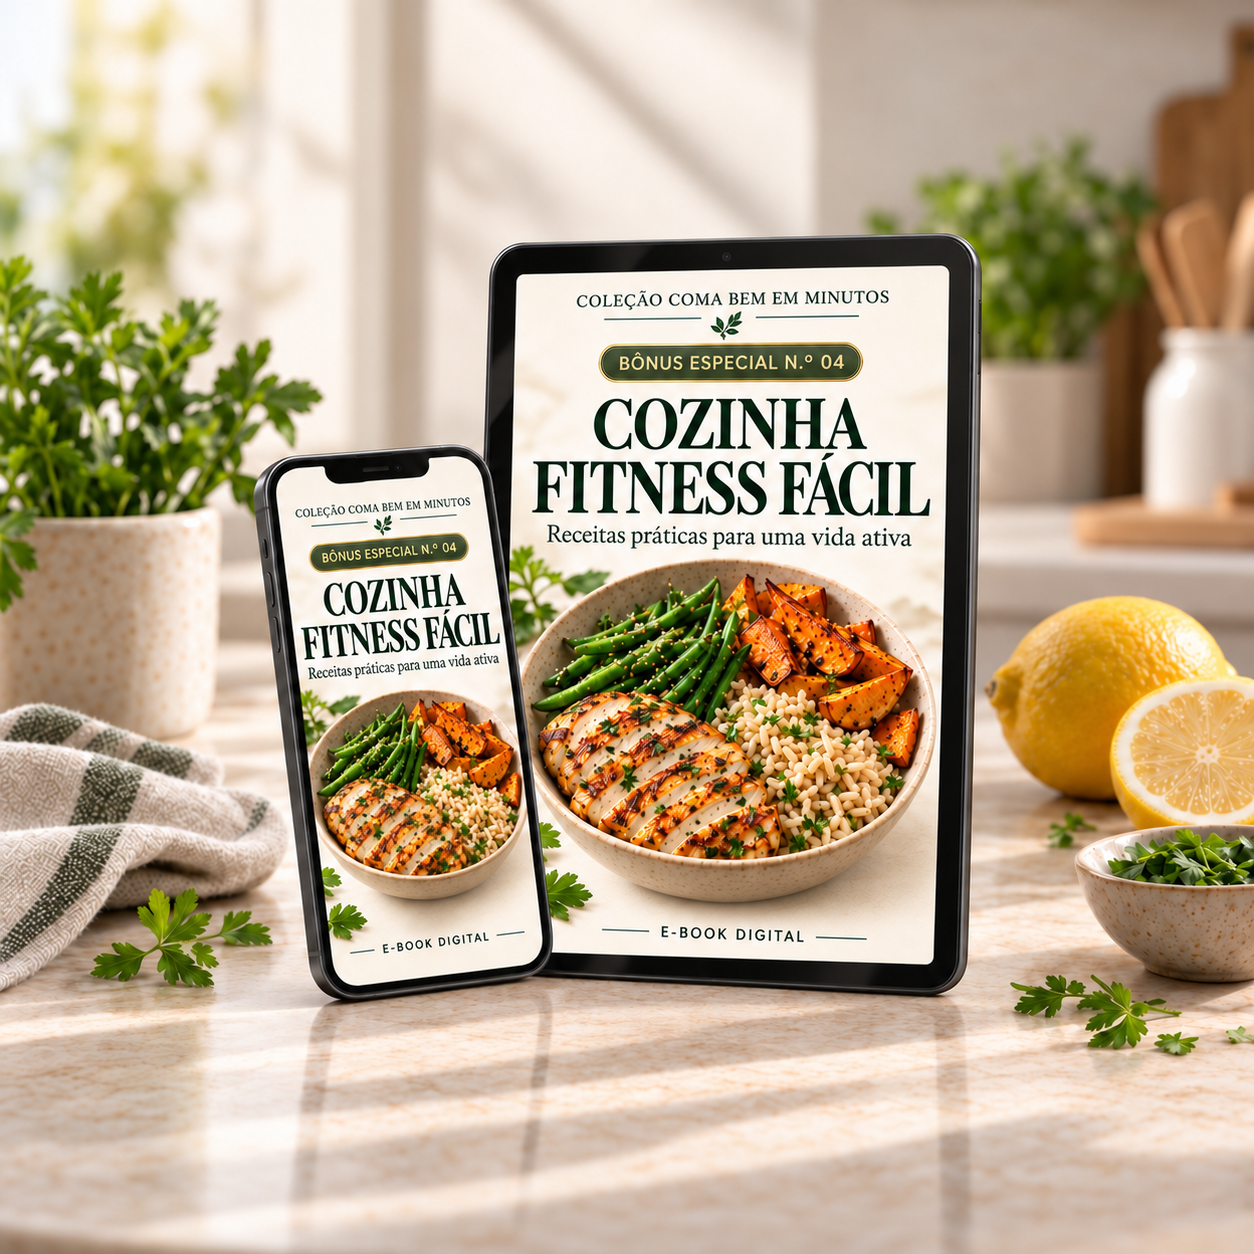 COLEÇÃO COMA BEM EM MINUTOS
BÔNUS ESPECIAL N.º 04
COZINHA
FITNESS FÁCIL
Receitas práticas para uma vida ativa
E-BOOK DIGITAL
COLEÇÃO COMA BEM EM MINUTOS
BÔNUS ESPECIAL N.º 04
COZINHA
FITNESS FÁCIL
Receitas práticas para uma vida ativa
E-BOOK DIGITAL